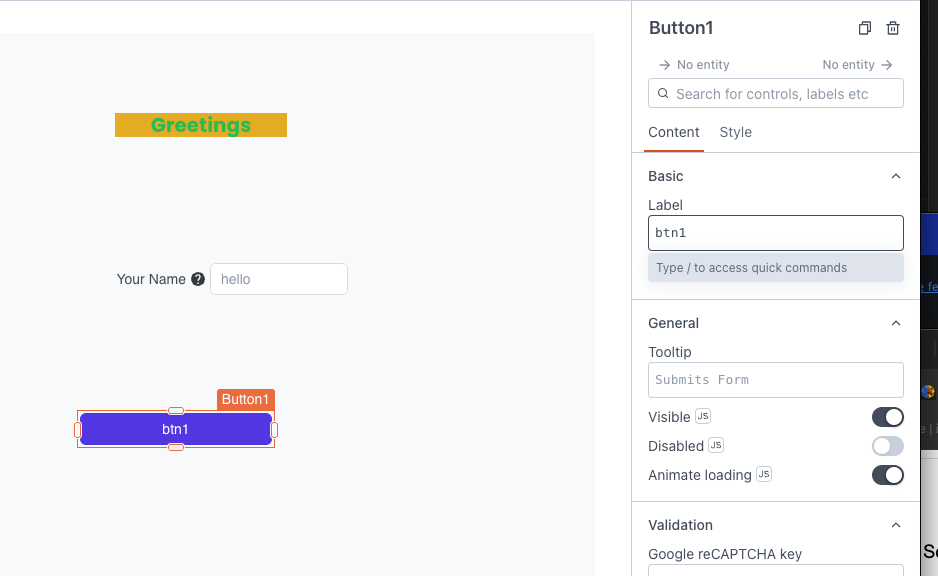 Greetings
Your Name ?
hello
Button1
btn1
Button1
No entity
No entity
Search for controls, labels etc
Content
Style
Basic
Label
btn1
Type / to access quick commands
General
Tooltip
Submits Form
Visible JS
Disabled JS
Animate loading JS
Validation
Google reCAPTCHA key